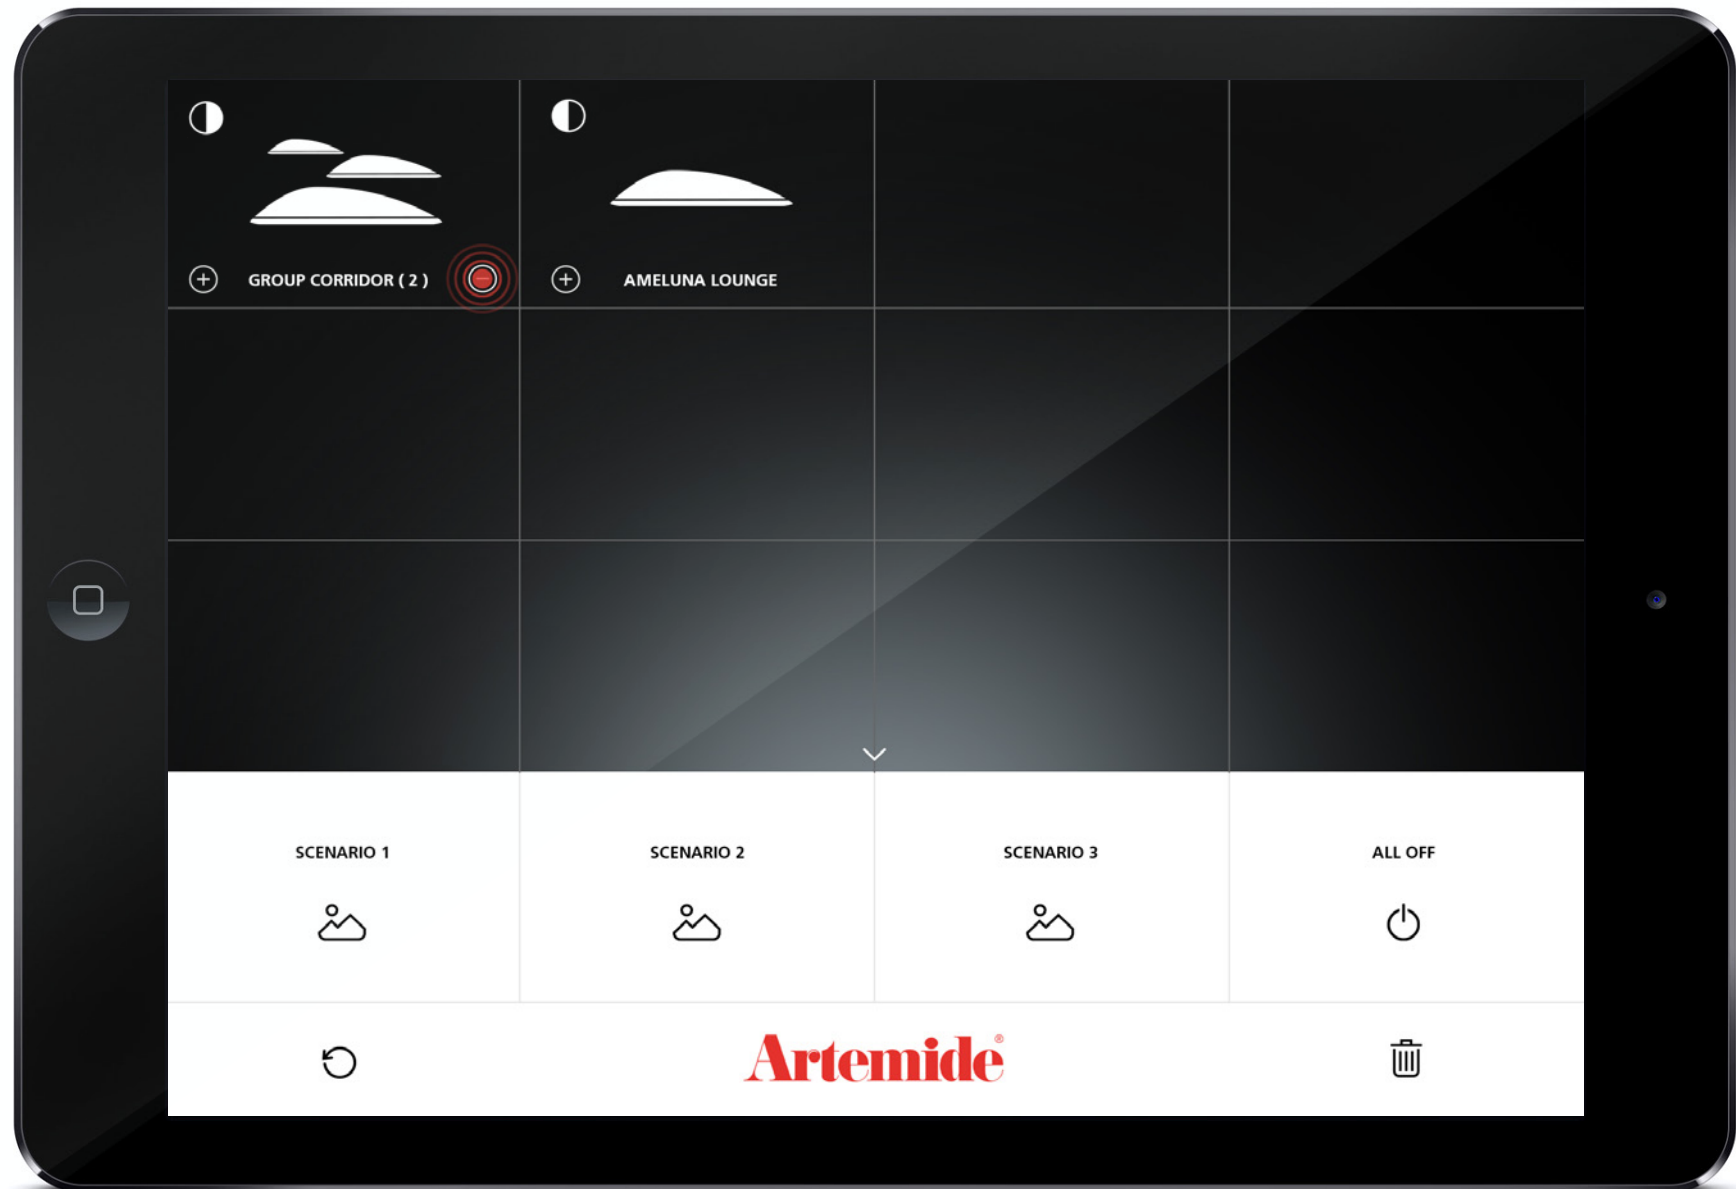 GROUP CORRIDOR ( 2 )
AMELUNA LOUNGE
SCENARIO 1
SCENARIO 2
SCENARIO 3
ALL OFF
Artemide®